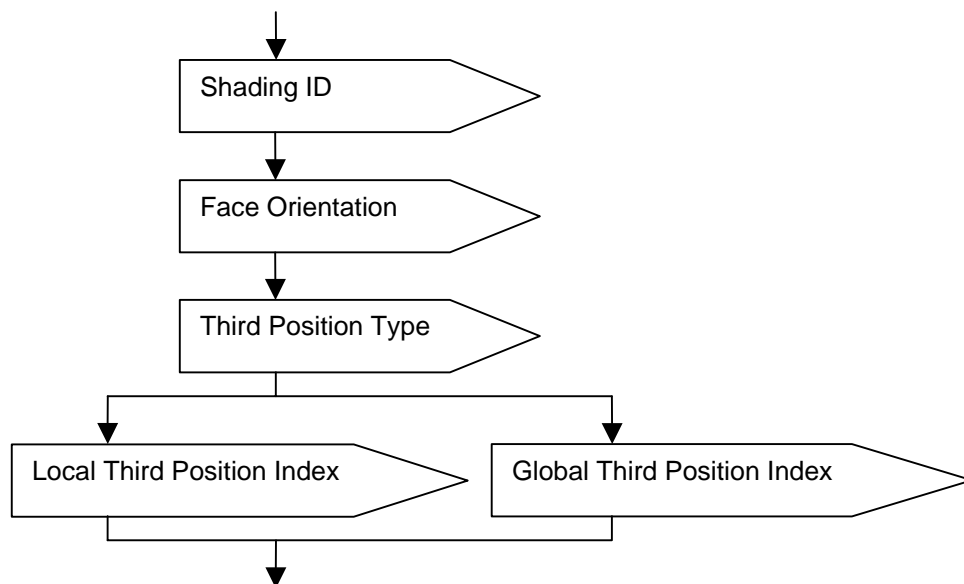 Shading ID
Face Orientation
Third Position Type
Local Third Position Index
Global Third Position Index